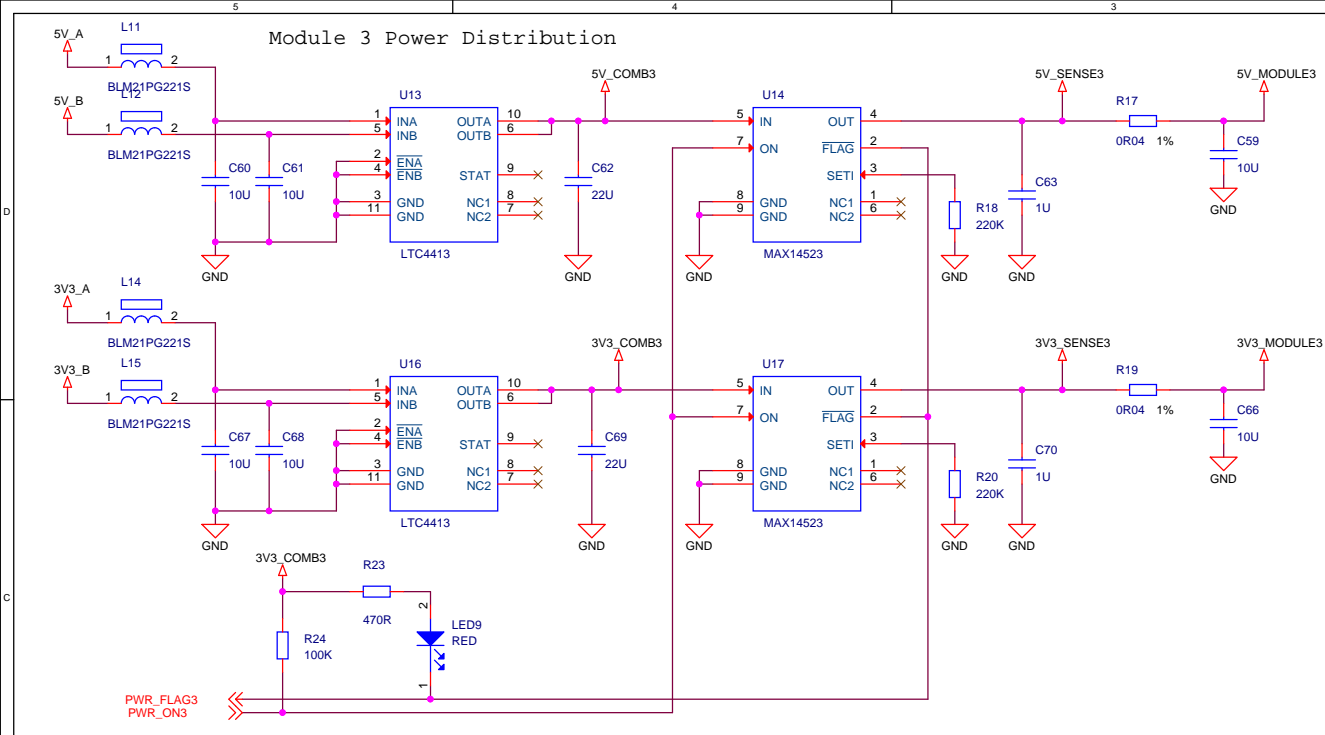 5 4 3
Module 3 Power Distribution
5V_A
L11
1 2
BLM21PG221S
5V_B
L12
1 2
BLM21PG221S
C60
10U
C61
10U
GND
U13
1 INA OUTA 10
5 INB OUTB 6
2 ENA
4 ENB STAT 9
3 GND NC1 8
11 GND NC2 7
LTC4413
5V_COMB3
C62
22U
GND
U14
5 IN OUT 4
7 ON FLAG 2
SETI 3
8 GND NC1 1
9 GND NC2 6
MAX14523
GND
R18
220K
GND
5V_SENSE3
C63
1U
GND
R17
0R04 1%
5V_MODULE3
C59
10U
GND
D
3V3_A
L14
1 2
BLM21PG221S
3V3_B
L15
1 2
BLM21PG221S
C67
10U
C68
10U
GND
U16
1 INA OUTA 10
5 INB OUTB 6
2 ENA
4 ENB STAT 9
3 GND NC1 8
11 GND NC2 7
LTC4413
3V3_COMB3
C69
22U
GND
U17
5 IN OUT 4
7 ON FLAG 2
SETI 3
8 GND NC1 1
9 GND NC2 6
MAX14523
GND
R20
220K
GND
3V3_SENSE3
C70
1U
GND
R19
0R04 1%
3V3_MODULE3
C66
10U
GND
C
3V3_COMB3
R23
470R
R24
100K
2
LED9
RED
1
PWR_FLAG3
PWR_ON3